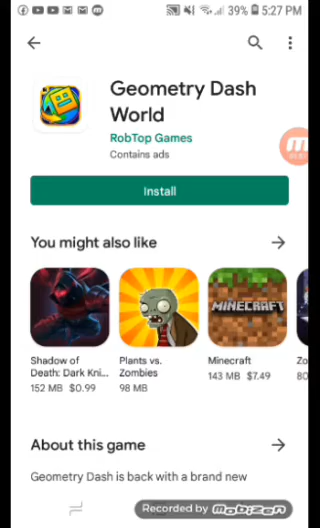 39% 5:27 PM
Geometry Dash
World
RobTop Games
Contains ads
Install
You might also like
MINECRAFT
Shadow of
Death: Dark Kni...
152 MB $0.99
Plants vs.
Zombies
98 MB
Minecraft
143 MB $7.49
Zo
80
About this game
Geometry Dash is back with a brand new
Recorded by Mobizen